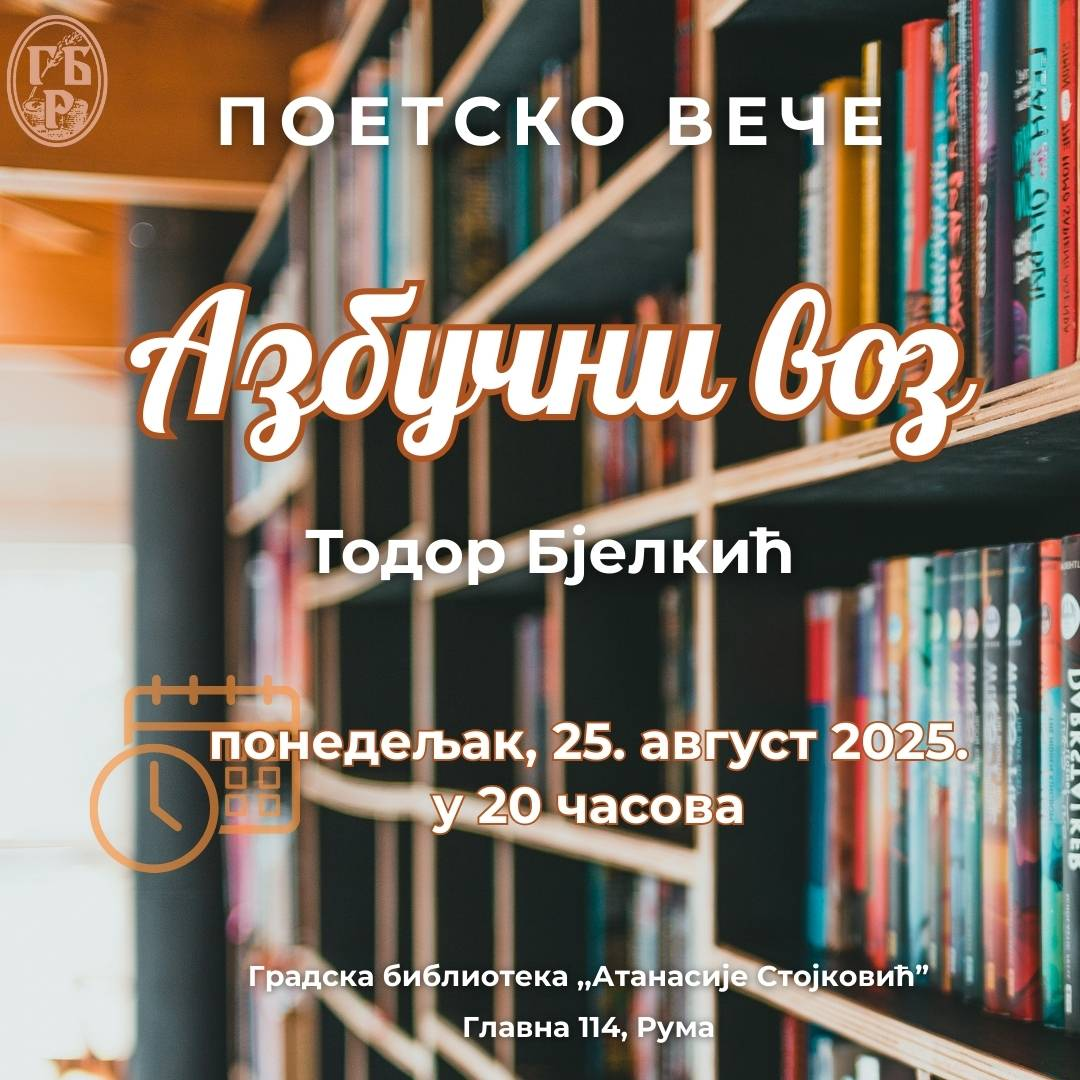 ГБ
Р
ПОЕТСКО ВЕЧЕ
Азбучни воз
Тодор Бјелкић
понедељак, 25. август 2025.
у 20 часова
Градска библиотека ,,Атанасије Стојковић”
Главна 114, Рума